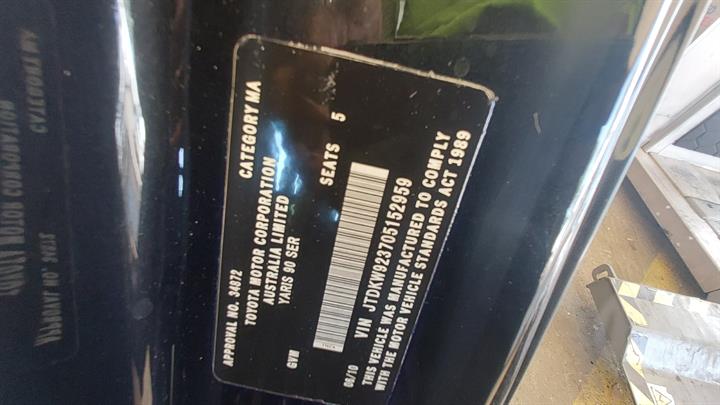 APPROVAL NO. 34872 CATEGORY MA
TOYOTA MOTOR CORPORATION
AUSTRALIA LIMITED
YARIS 90 SER
GVM SEATS 5
06/10 VIN JTDKW923705152959
THIS VEHICLE WAS MANUFACTURED TO COMPLY
WITH THE MOTOR VEHICLE STANDARDS ACT 1989